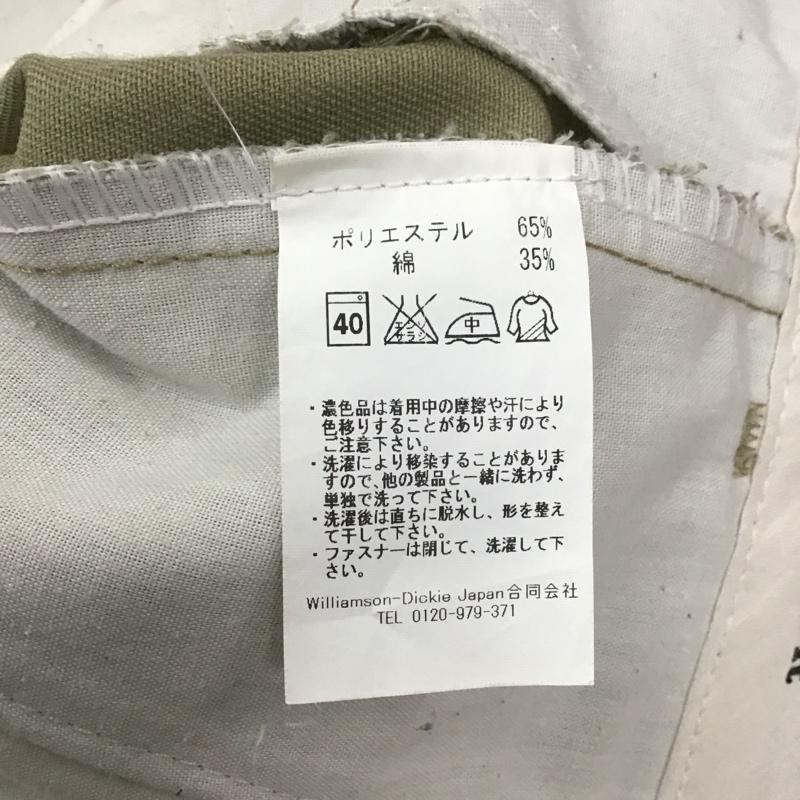 ポリエステル 65%
綿 35%
40 エンソサラシ 中
・濃色品は着用中の摩擦や汗により
色移りすることがありますので、
ご注意下さい。
・洗濯により移染することがありま
すので、他の製品と一緒に洗わず、
単独で洗って下さい。
・洗濯後は直ちに脱水し、形を整え
て干して下さい。
・ファスナーは閉じて、洗濯して下
さい。
Williamson-Dickie Japan合同会社
TEL 0120-979-371